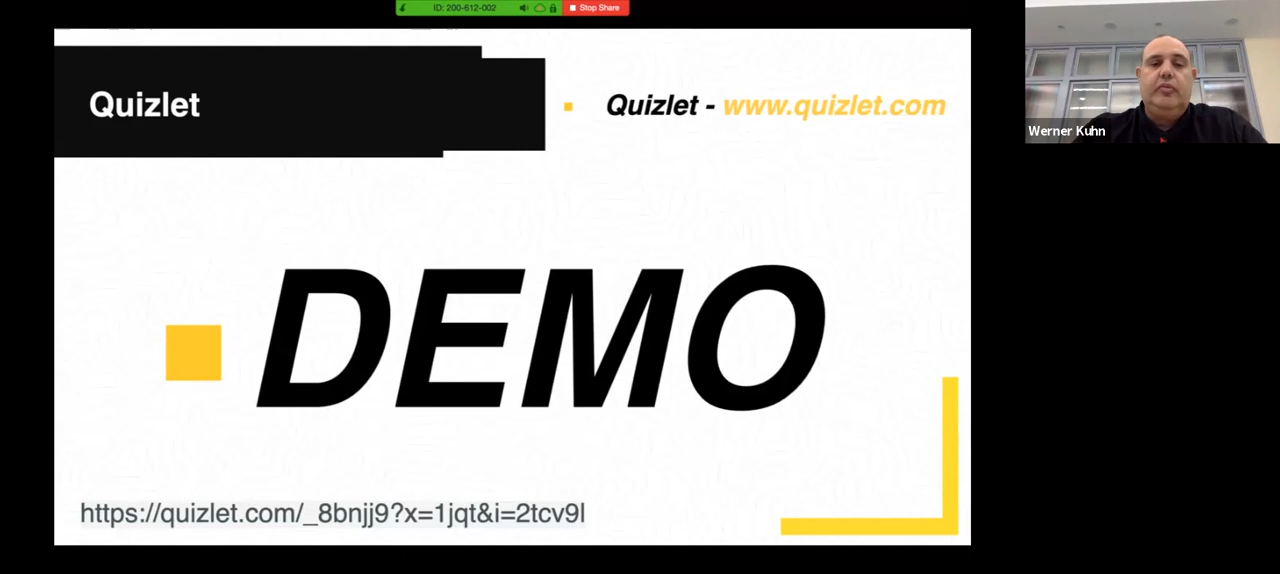 ID: 200-612-002
Stop Share
Quizlet
Quizlet - www.quizlet.com
Werner Kuhn
DEMO
https://quizlet.com/_8bnjj9?x=1jqt&i=2tcv9l